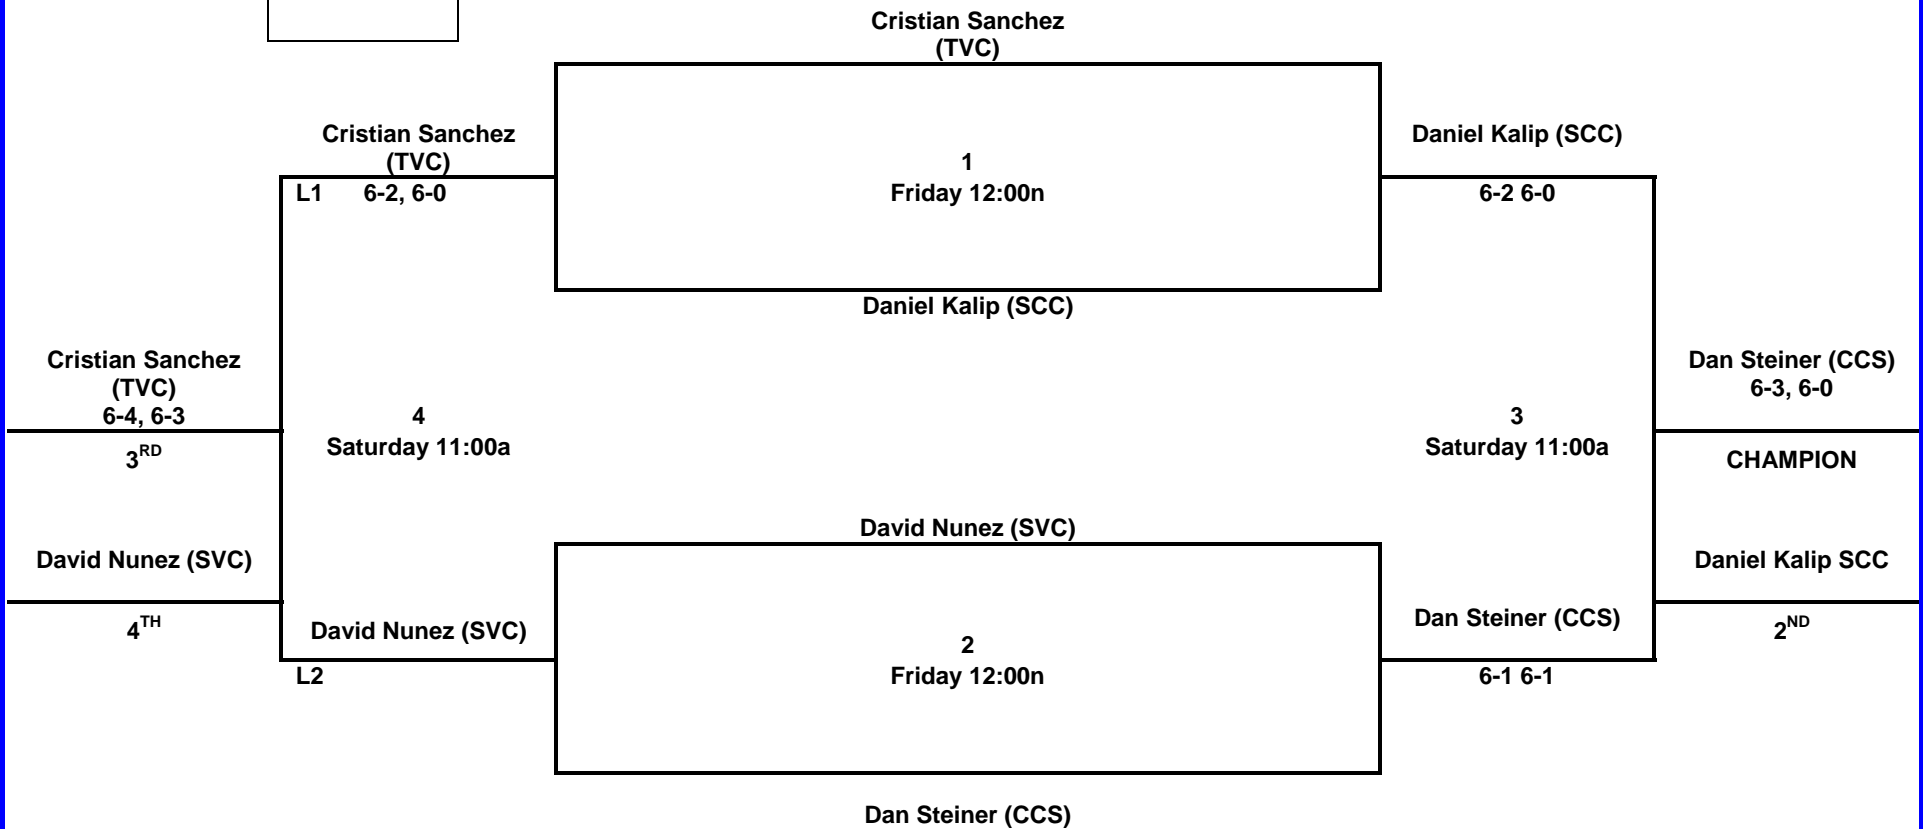 Cristian Sanchez
(TVC)
Cristian Sanchez
(TVC)
L1 6-2, 6-0
1
Friday 12:00n
Daniel Kalip (SCC)
6-2 6-0
Daniel Kalip (SCC)
Cristian Sanchez
(TVC)
6-4, 6-3
3RD
4
Saturday 11:00a
3
Saturday 11:00a
Dan Steiner (CCS)
6-3, 6-0
CHAMPION
David Nunez (SVC)
David Nunez (SVC)
4TH
David Nunez (SVC)
L2
2
Friday 12:00n
Dan Steiner (CCS)
6-1 6-1
Daniel Kalip SCC
2ND
Dan Steiner (CCS)